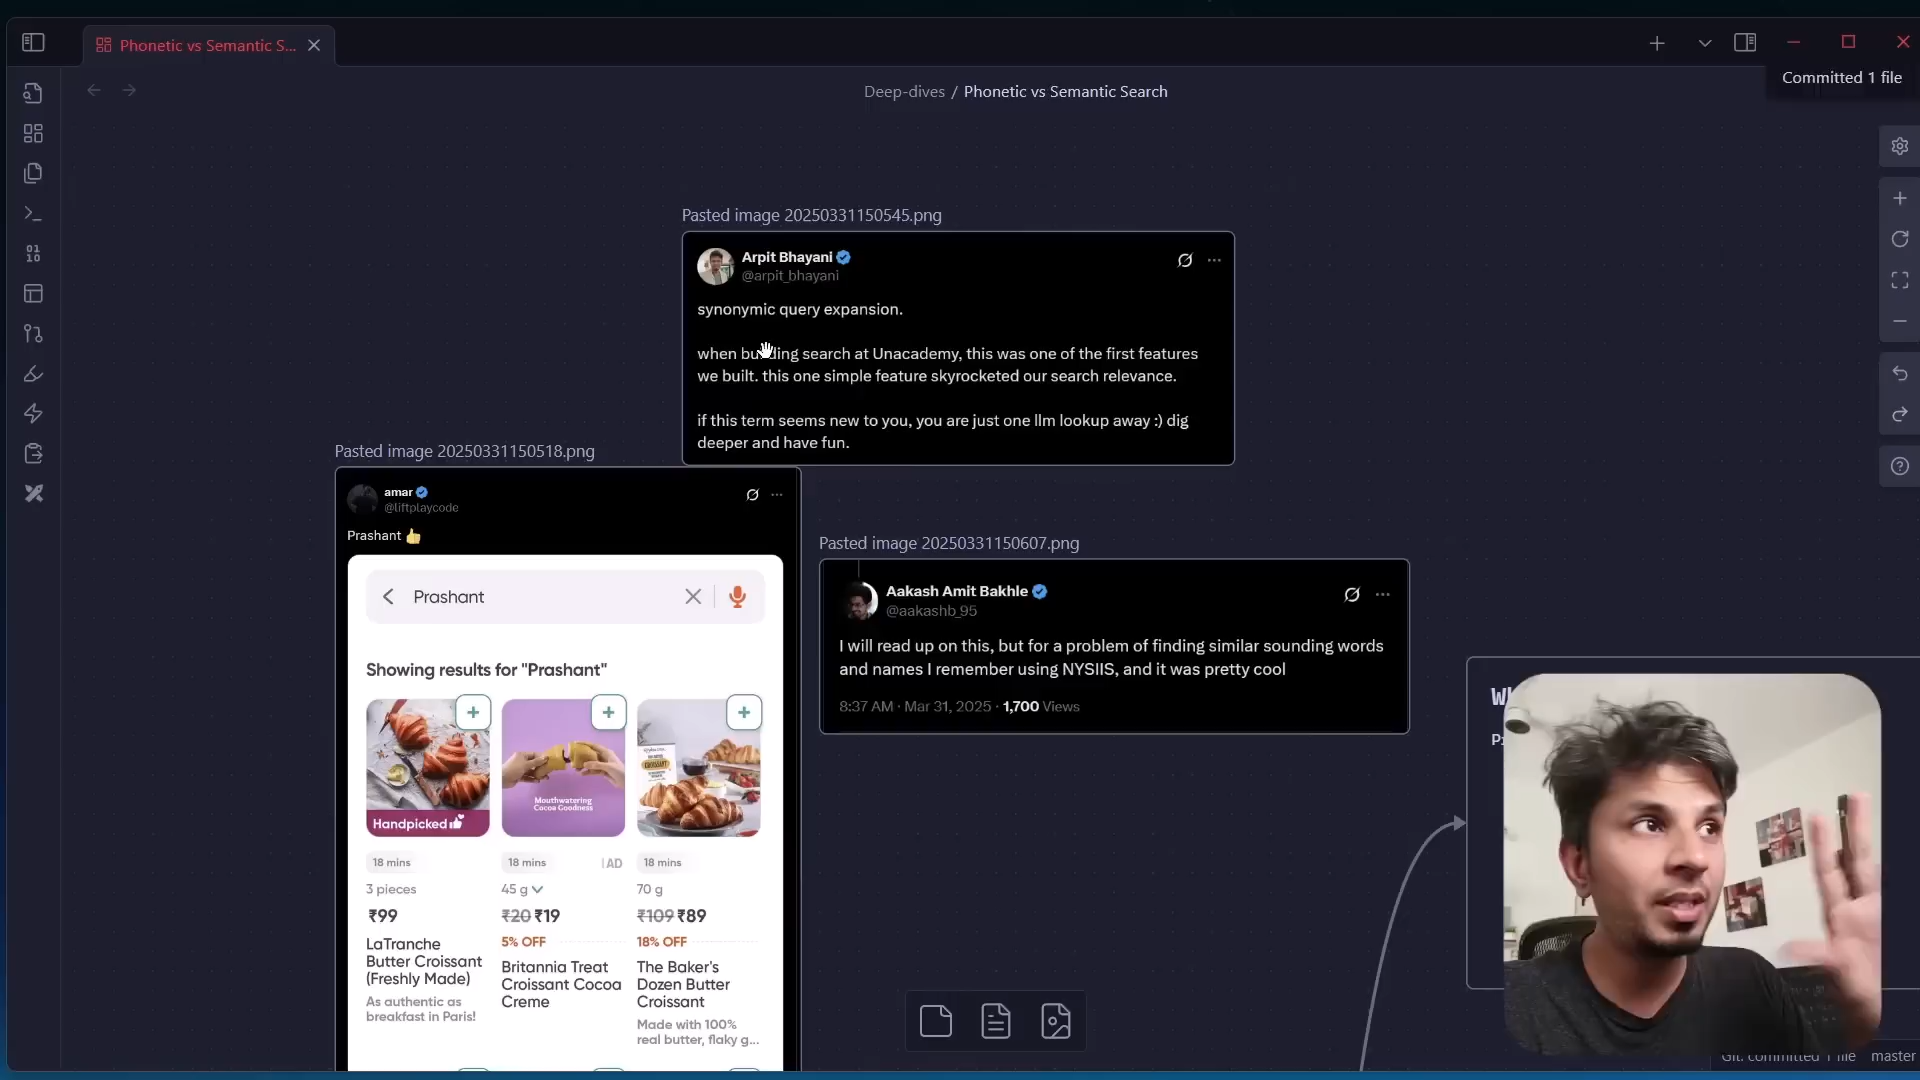 Phonetic vs Semantic S...
Committed 1 file
Deep-dives / Phonetic vs Semantic Search
Pasted image 20250331150545.png
Arpit Bhayani
@arpit_bhayani
synonymic query expansion.
when building search at Unacademy, this was one of the first features
we built. this one simple feature skyrocketed our search relevance.
if this term seems new to you, you are just one llm lookup away :) dig
deeper and have fun.
Pasted image 20250331150518.png
amar
@liftplaycode
Prashant 👍
Prashant
Showing results for "Prashant"
Handpicked
Mouthwatering
Cocoa Goodness
18 mins
18 mins
AD
18 mins
3 pieces
45 g
70 g
₹99
₹20 ₹19
₹109 ₹89
5% OFF
18% OFF
LaTranche
Butter Croissant
(Freshly Made)
Britannia Treat
Croissant Cocoa
Creme
The Baker's
Dozen Butter
Croissant
As authentic as
breakfast in Paris!
Made with 100%
real butter, flaky g...
Pasted image 20250331150607.png
Aakash Amit Bakhle
@aakashb_95
I will read up on this, but for a problem of finding similar sounding words
and names I remember using NYSIIS, and it was pretty cool
8:37 AM · Mar 31, 2025 · 1,700 Views
Git: committed 1 file
master